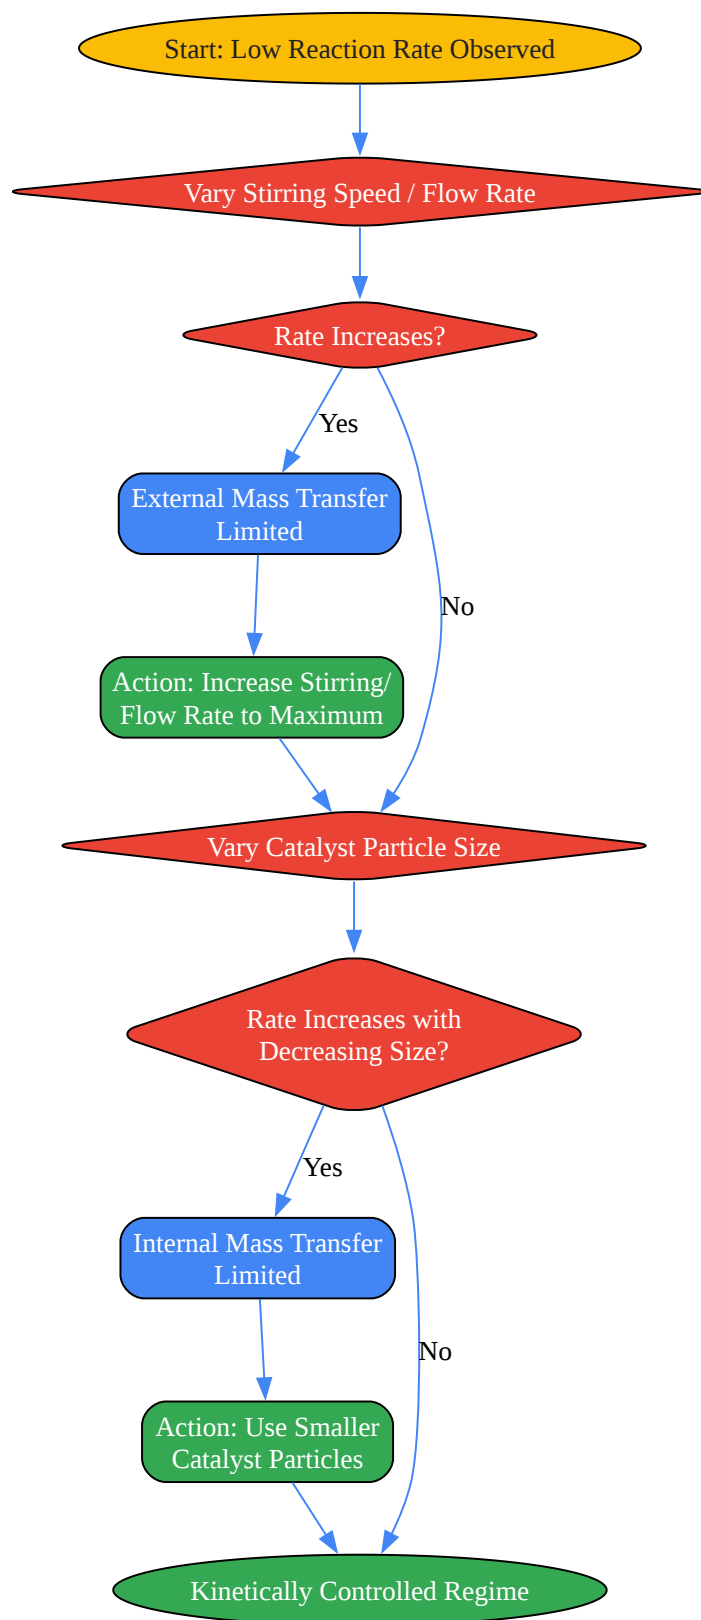 Start: Low Reaction Rate Observed
Vary Stirring Speed / Flow Rate
Rate Increases?
Yes
External Mass Transfer
Limited
No
Action: Increase Stirring/
Flow Rate to Maximum
Vary Catalyst Particle Size
Rate Increases with
Decreasing Size?
Yes
Internal Mass Transfer
Limited
No
Action: Use Smaller
Catalyst Particles
Kinetically Controlled Regime